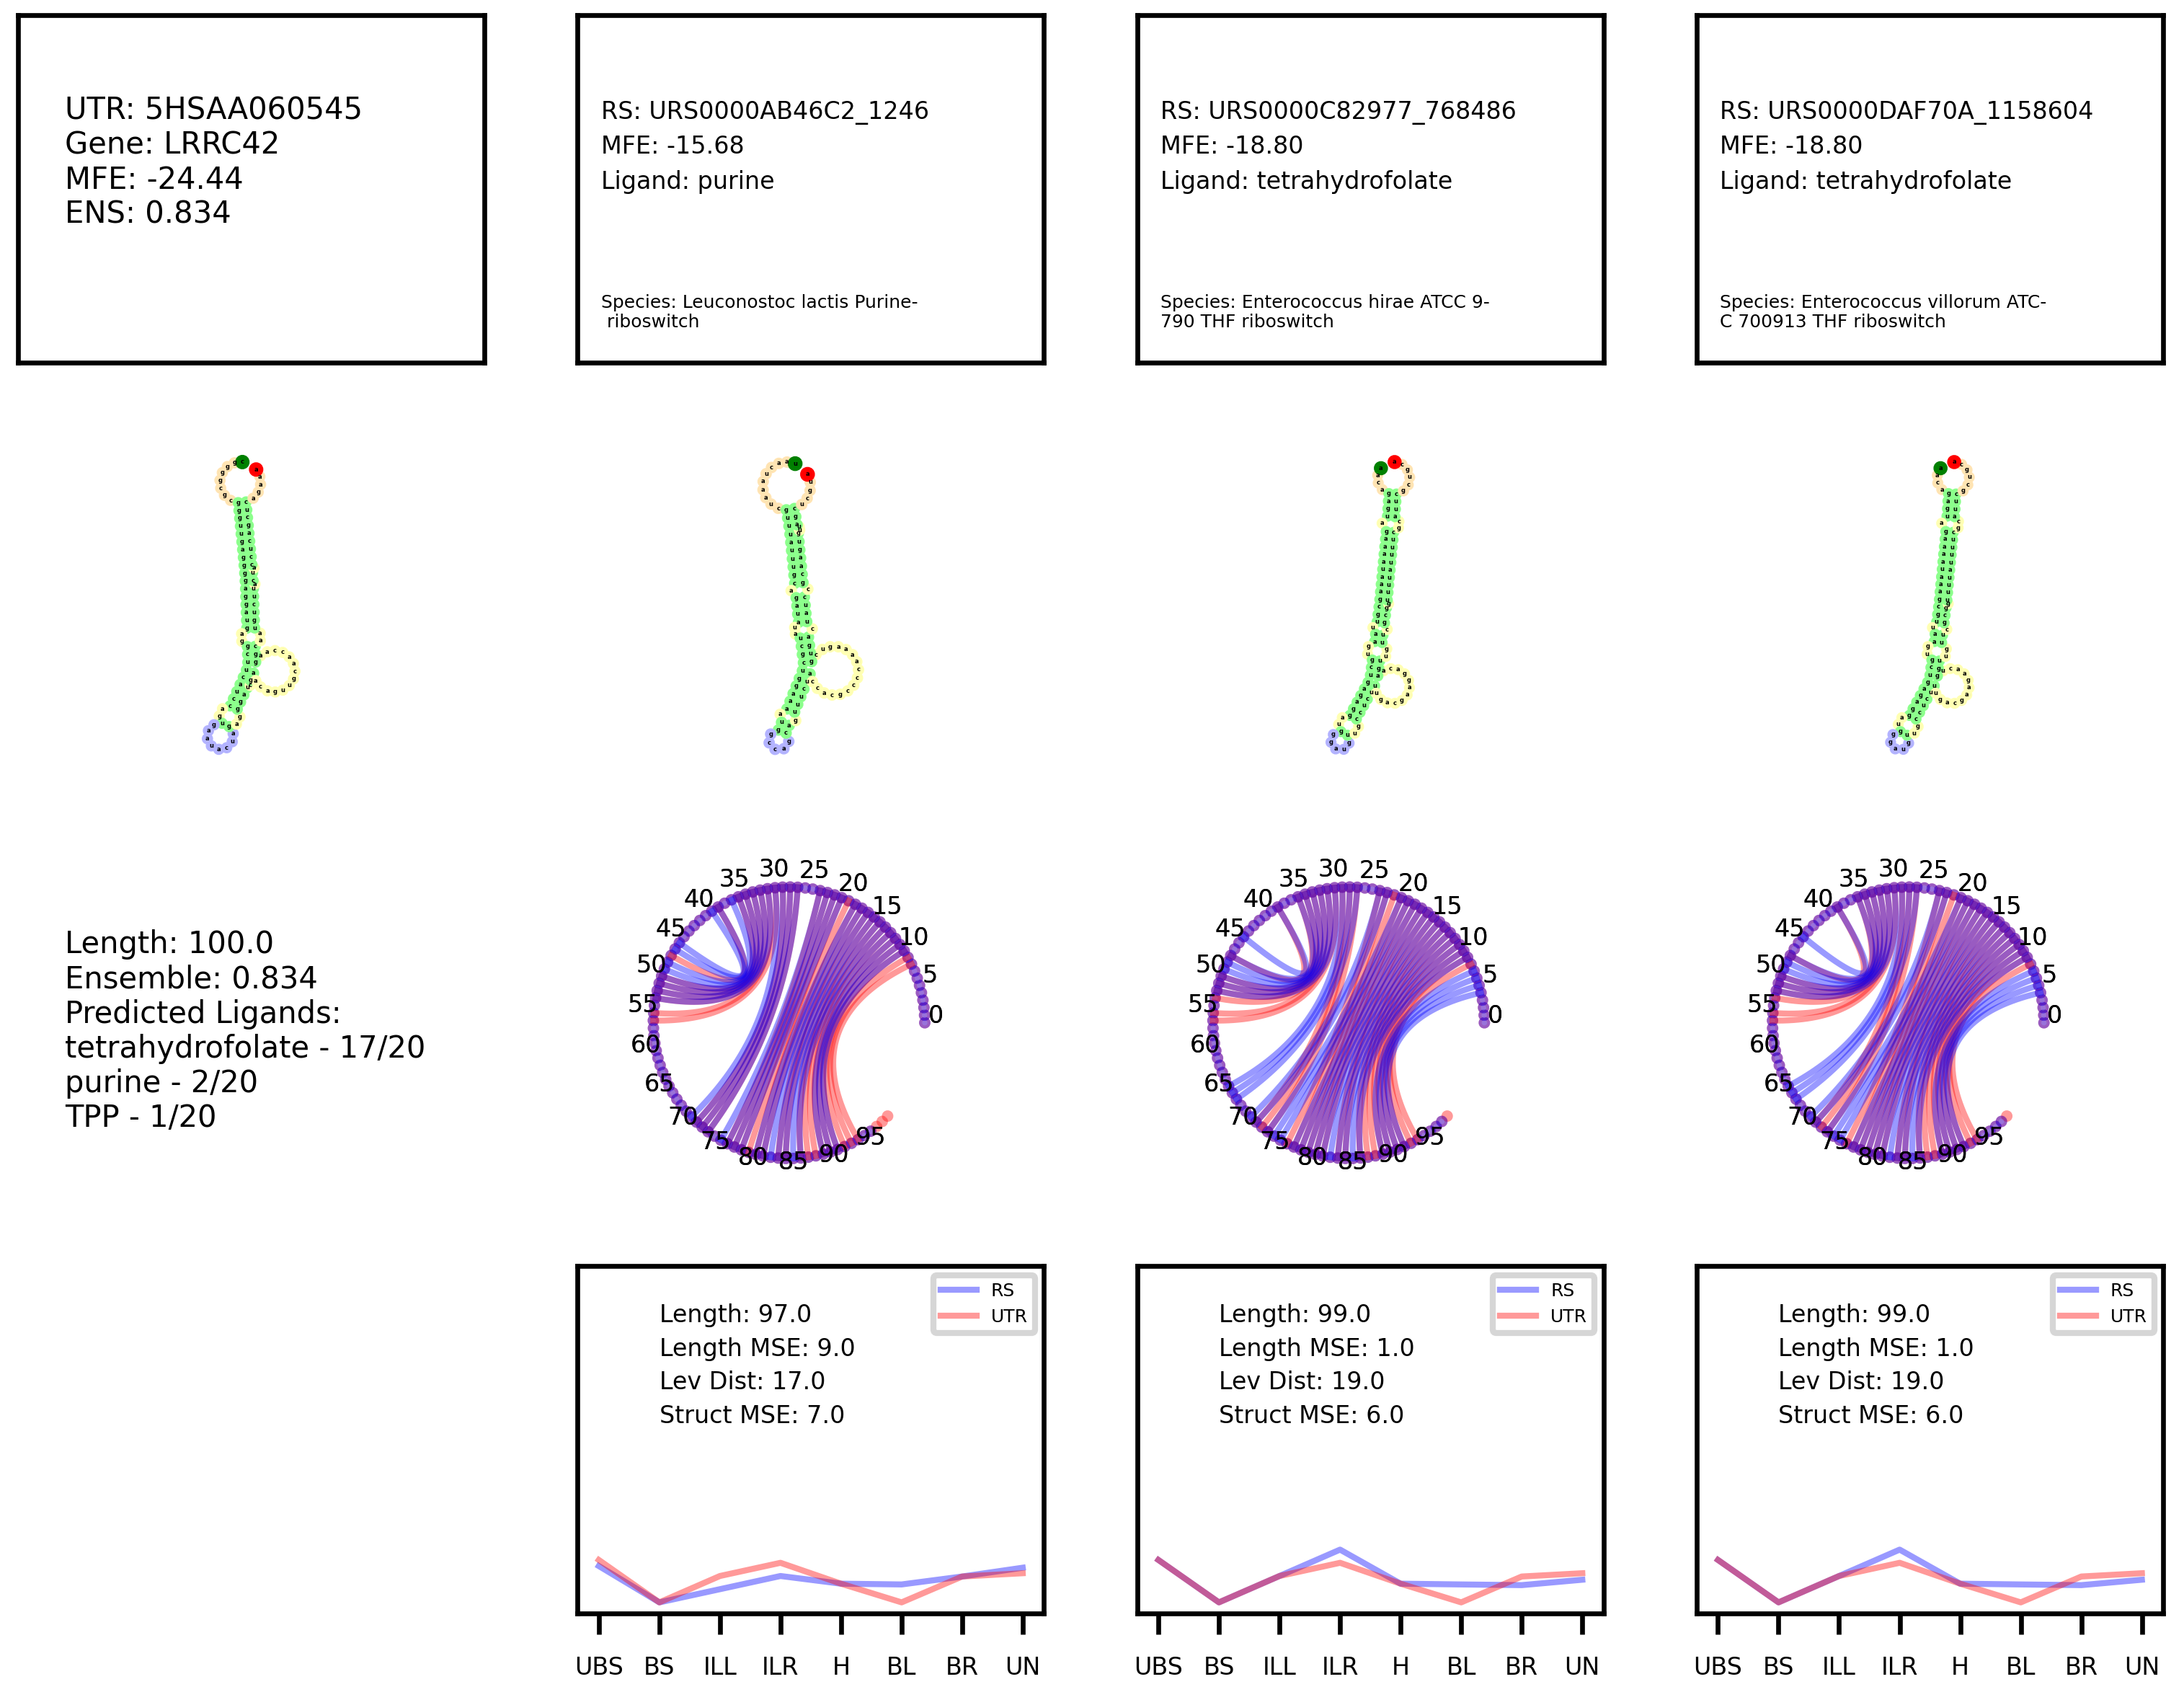 UTR: 5HSAA060545
Gene: LRRC42
MFE: -24.44
ENS: 0.834
RS: URS0000AB46C2_1246
MFE: -15.68
Ligand: purine
Species: Leuconostoc lactis Purine-
riboswitch
RS: URS0000C82977_768486
MFE: -18.80
Ligand: tetrahydrofolate
Species: Enterococcus hirae ATCC 9-
790 THF riboswitch
RS: URS0000DAF70A_1158604
MFE: -18.80
Ligand: tetrahydrofolate
Species: Enterococcus villorum ATC-
C 700913 THF riboswitch
Length: 100.0
Ensemble: 0.834
Predicted Ligands:
tetrahydrofolate - 17/20
purine - 2/20
TPP - 1/20
0
5
10
15
20
25
30
35
40
45
50
55
60
65
70
75
80
85
90
95
0
5
10
15
20
25
30
35
40
45
50
55
60
65
70
75
80
85
90
95
0
5
10
15
20
25
30
35
40
45
50
55
60
65
70
75
80
85
90
95
RS
UTR
Length: 97.0
Length MSE: 9.0
Lev Dist: 17.0
Struct MSE: 7.0
UBS BS ILL ILR H BL BR UN
RS
UTR
Length: 99.0
Length MSE: 1.0
Lev Dist: 19.0
Struct MSE: 6.0
UBS BS ILL ILR H BL BR UN
RS
UTR
Length: 99.0
Length MSE: 1.0
Lev Dist: 19.0
Struct MSE: 6.0
UBS BS ILL ILR H BL BR UN